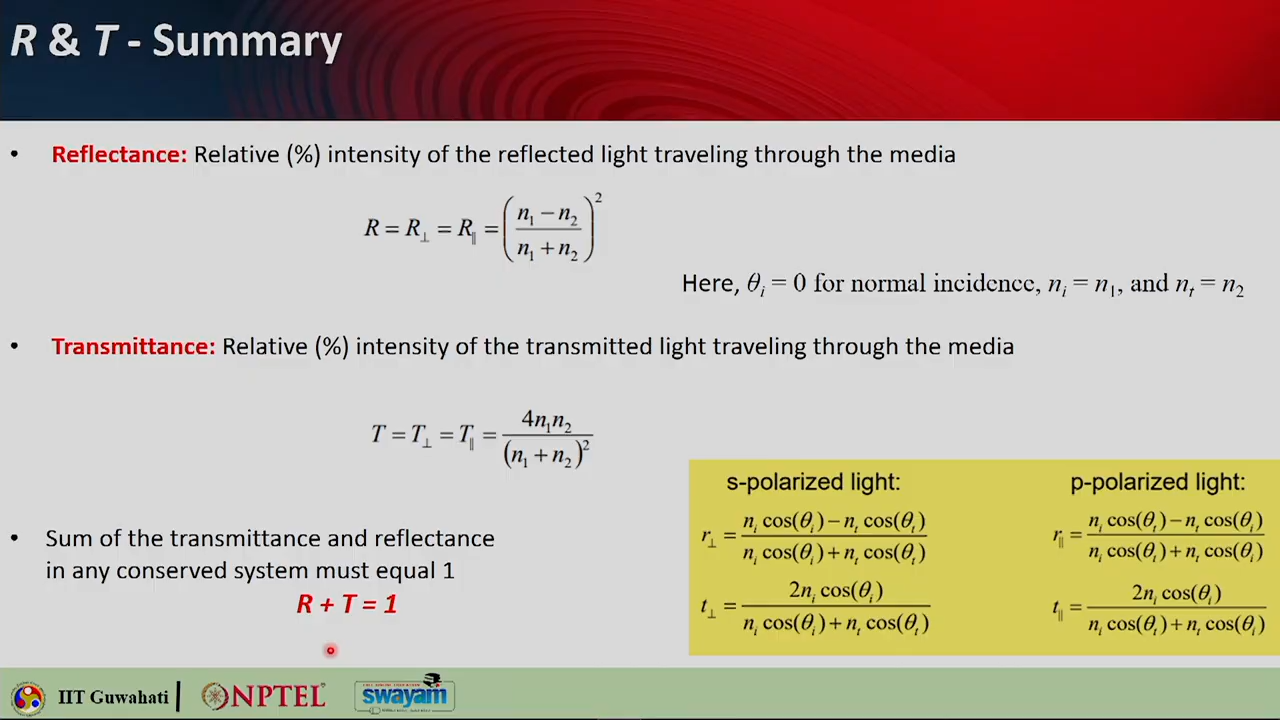 R & T - Summary
• Reflectance: Relative (%) intensity of the reflected light traveling through the media
R = R⊥ = R∥ = ((n₁ − n₂)/(n₁ + n₂))²
Here, θᵢ = 0 for normal incidence, nᵢ = n₁, and nₜ = n₂
• Transmittance: Relative (%) intensity of the transmitted light traveling through the media
T = T⊥ = T∥ = 4n₁n₂/(n₁ + n₂)²
• Sum of the transmittance and reflectance
in any conserved system must equal 1
R + T = 1
s-polarized light:
r⊥ = (nᵢ cos(θᵢ) − nₜ cos(θₜ))/(nᵢ cos(θᵢ) + nₜ cos(θₜ))
t⊥ = 2nᵢ cos(θᵢ)/(nᵢ cos(θᵢ) + nₜ cos(θₜ))
p-polarized light:
r∥ = (nᵢ cos(θₜ) − nₜ cos(θᵢ))/(nᵢ cos(θₜ) + nₜ cos(θᵢ))
t∥ = 2nᵢ cos(θᵢ)/(nᵢ cos(θₜ) + nₜ cos(θᵢ))
IIT Guwahati
NPTEL
swayam